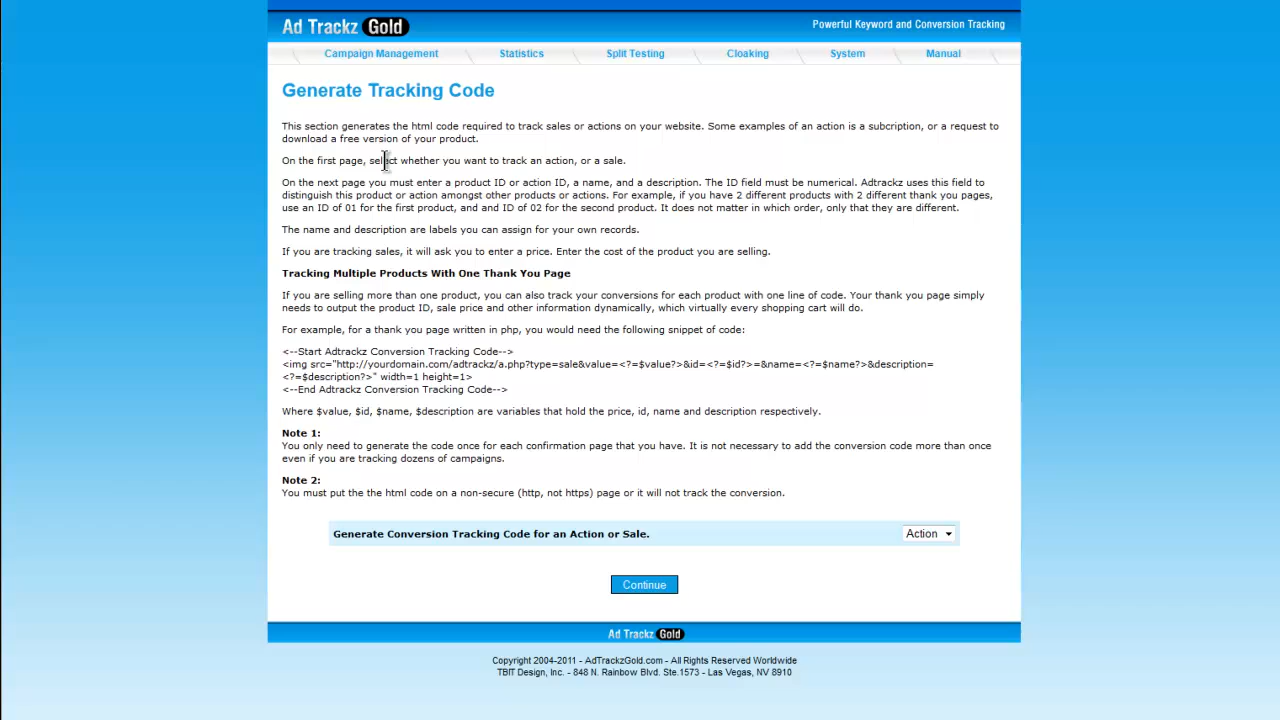 Ad Trackz Gold
Powerful Keyword and Conversion Tracking
Campaign Management
Statistics
Split Testing
Cloaking
System
Manual
Generate Tracking Code
This section generates the html code required to track sales or actions on your website. Some examples of an action is a subcription, or a request to
download a free version of your product.
On the first page, select whether you want to track an action, or a sale.
On the next page you must enter a product ID or action ID, a name, and a description. The ID field must be numerical. Adtrackz uses this field to
distinguish this product or action amongst other products or actions. For example, if you have 2 different products with 2 different thank you pages,
use an ID of 01 for the first product, and and ID of 02 for the second product. It does not matter in which order, only that they are different.
The name and description are labels you can assign for your own records.
If you are tracking sales, it will ask you to enter a price. Enter the cost of the product you are selling.
Tracking Multiple Products With One Thank You Page
If you are selling more than one product, you can also track your conversions for each product with one line of code. Your thank you page simply
needs to output the product ID, sale price and other information dynamically, which virtually every shopping cart will do.
For example, for a thank you page written in php, you would need the following snippet of code:
<--Start Adtrackz Conversion Tracking Code-->
<img src="http://yourdomain.com/adtrackz/a.php?type=sale&value=<?=$value?>&id=<?=$id?>=&name=<?=$name?>&description=
<?=$description?>" width=1 height=1>
<--End Adtrackz Conversion Tracking Code-->
Where $value, $id, $name, $description are variables that hold the price, id, name and description respectively.
Note 1:
You only need to generate the code once for each confirmation page that you have. It is not necessary to add the conversion code more than once
even if you are tracking dozens of campaigns.
Note 2:
You must put the the html code on a non-secure (http, not https) page or it will not track the conversion.
Generate Conversion Tracking Code for an Action or Sale.
Action
Continue
Ad Trackz Gold
Copyright 2004-2011 - AdTrackzGold.com - All Rights Reserved Worldwide
TBIT Design, Inc. - 848 N. Rainbow Blvd. Ste.1573 - Las Vegas, NV 8910